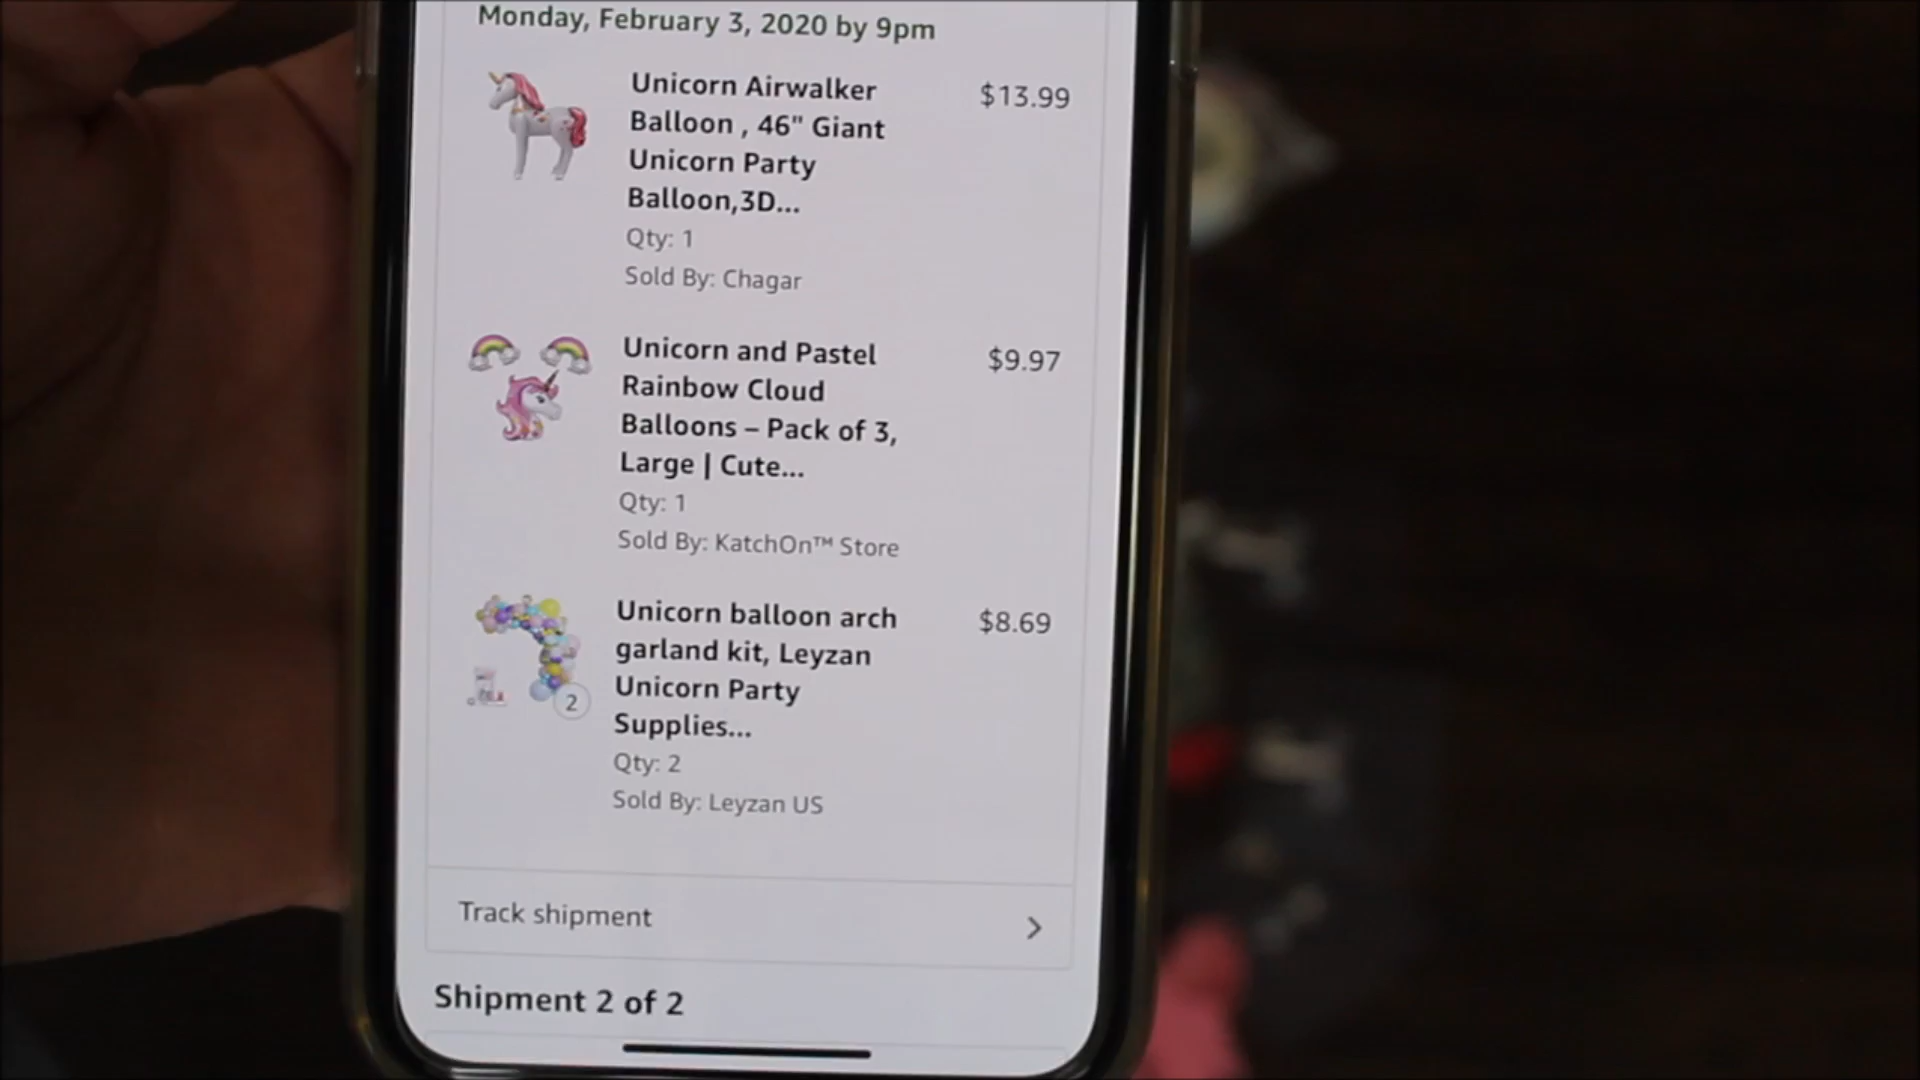 Monday, February 3, 2020 by 9pm
Unicorn Airwalker
Balloon , 46" Giant
Unicorn Party
Balloon,3D...
$13.99
Qty: 1
Sold By: Chagar
Unicorn and Pastel
Rainbow Cloud
Balloons – Pack of 3,
Large | Cute...
$9.97
Qty: 1
Sold By: KatchOn™ Store
Unicorn balloon arch
garland kit, Leyzan
Unicorn Party
Supplies...
$8.69
2
Qty: 2
Sold By: Leyzan US
Track shipment
Shipment 2 of 2